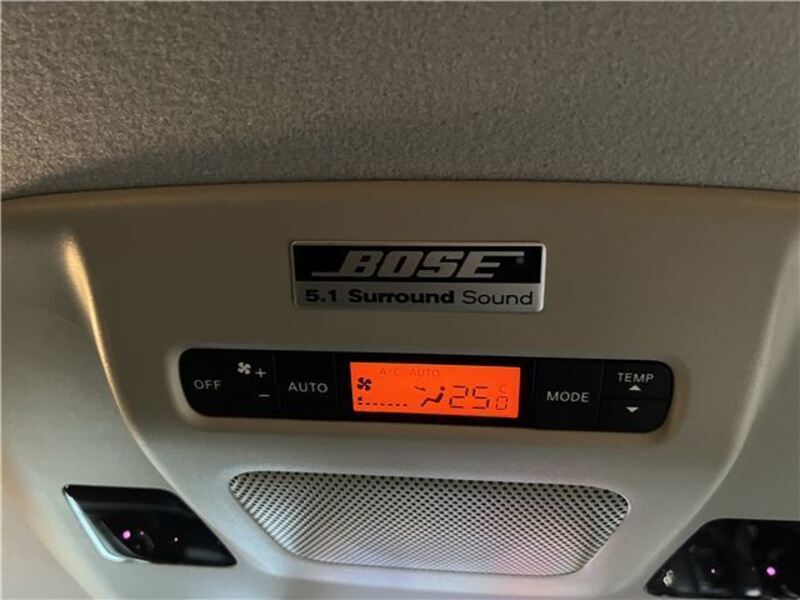 BOSE
5.1 Surround Sound
OFF + − AUTO MODE TEMP
A/C AUTO
25.0 °C